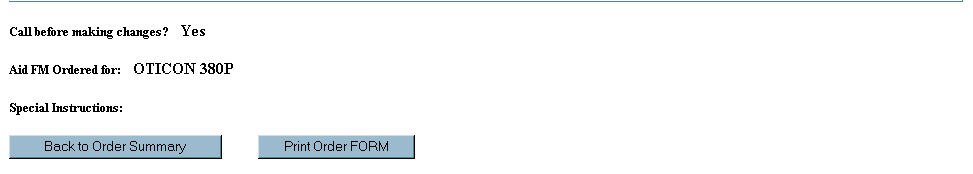 Call before making changes? Yes
Aid FM Ordered for: OTICON 380P
Special Instructions:
Back to Order Summary Print Order FORM